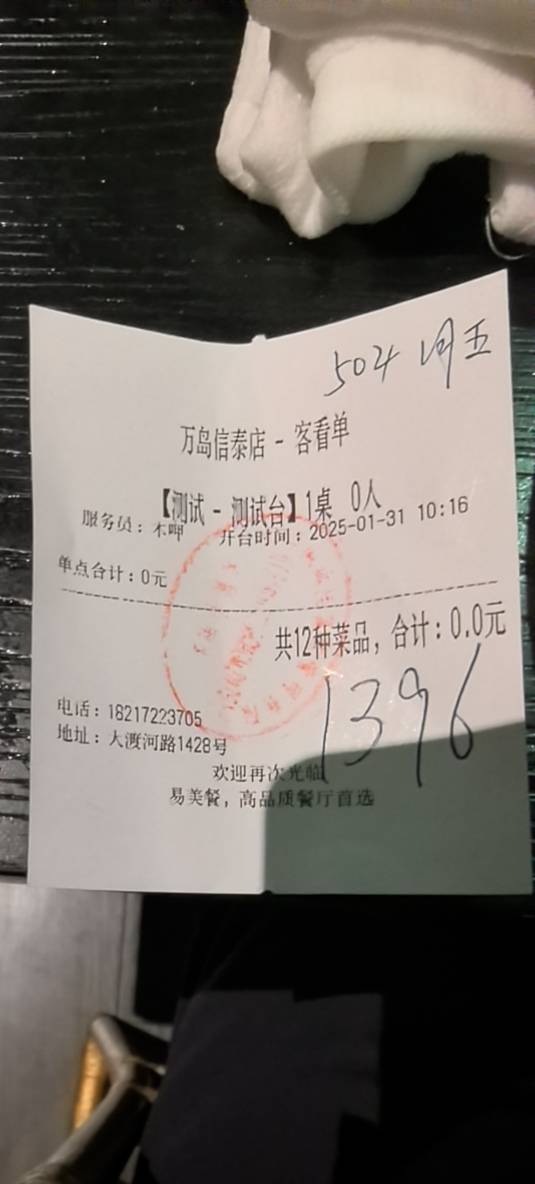 504 周五
万岛信泰店 - 客看单
【测试 - 测试台】1桌 0人
服务员：木呷 开台时间：2025-01-31 10:16
单点合计：0元
共12种菜品，合计：0.0元
1396
电话：18217223705
地址：大渡河路1428号
欢迎再次光临
易美餐，高品质餐厅首选